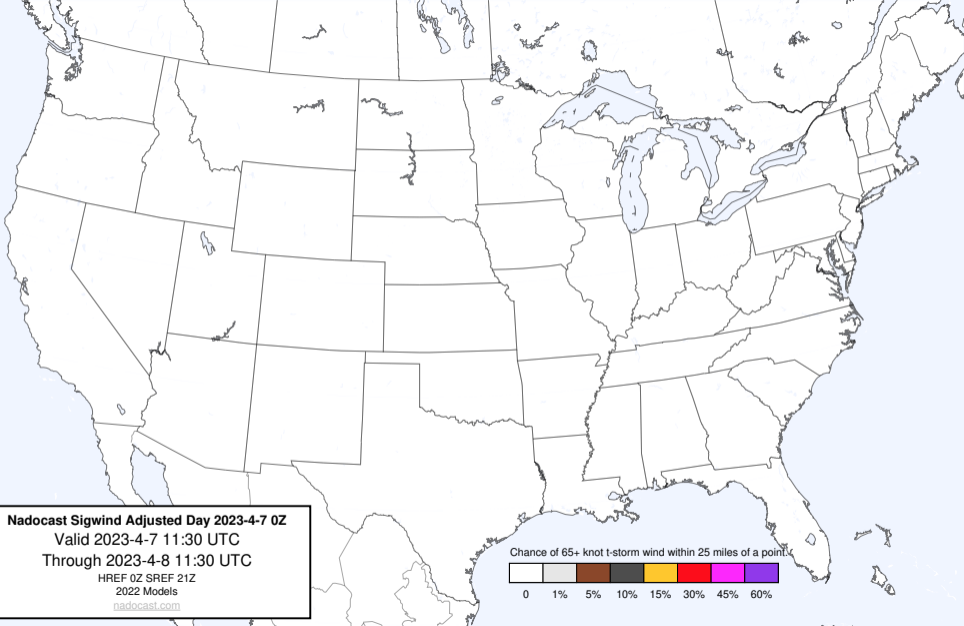 Nadocast Sigwind Adjusted Day 2023-4-7 0Z
Valid 2023-4-7 11:30 UTC
Through 2023-4-8 11:30 UTC
HREF 0Z SREF 21Z
2022 Models
nadocast.com
Chance of 65+ knot t-storm wind within 25 miles of a point.
0 1% 5% 10% 15% 30% 45% 60%